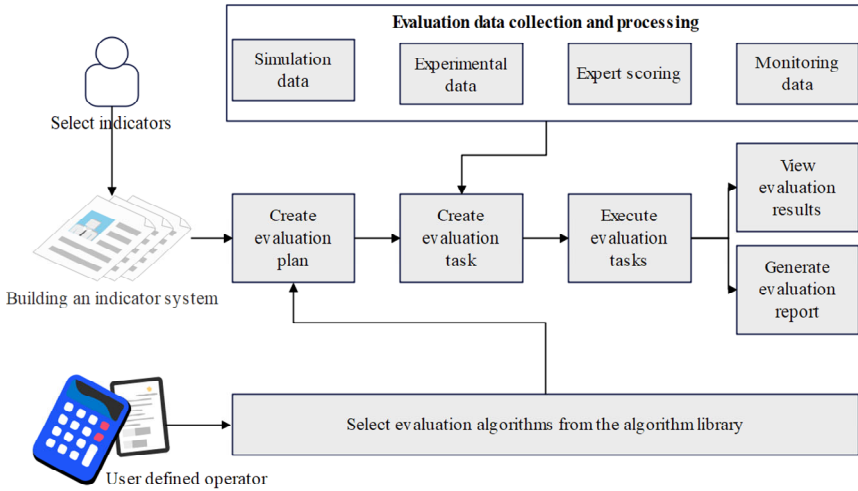 Evaluation data collection and processing
Simulation
data
Experimental
data
Expert scoring
Monitoring
data
Select indicators
Create
evaluation
plan
Create
evaluation
task
Execute
evaluation
tasks
View
evaluation
results
Generate
evaluation
report
Building an indicator system
Select evaluation algorithms from the algorithm library
User defined operator